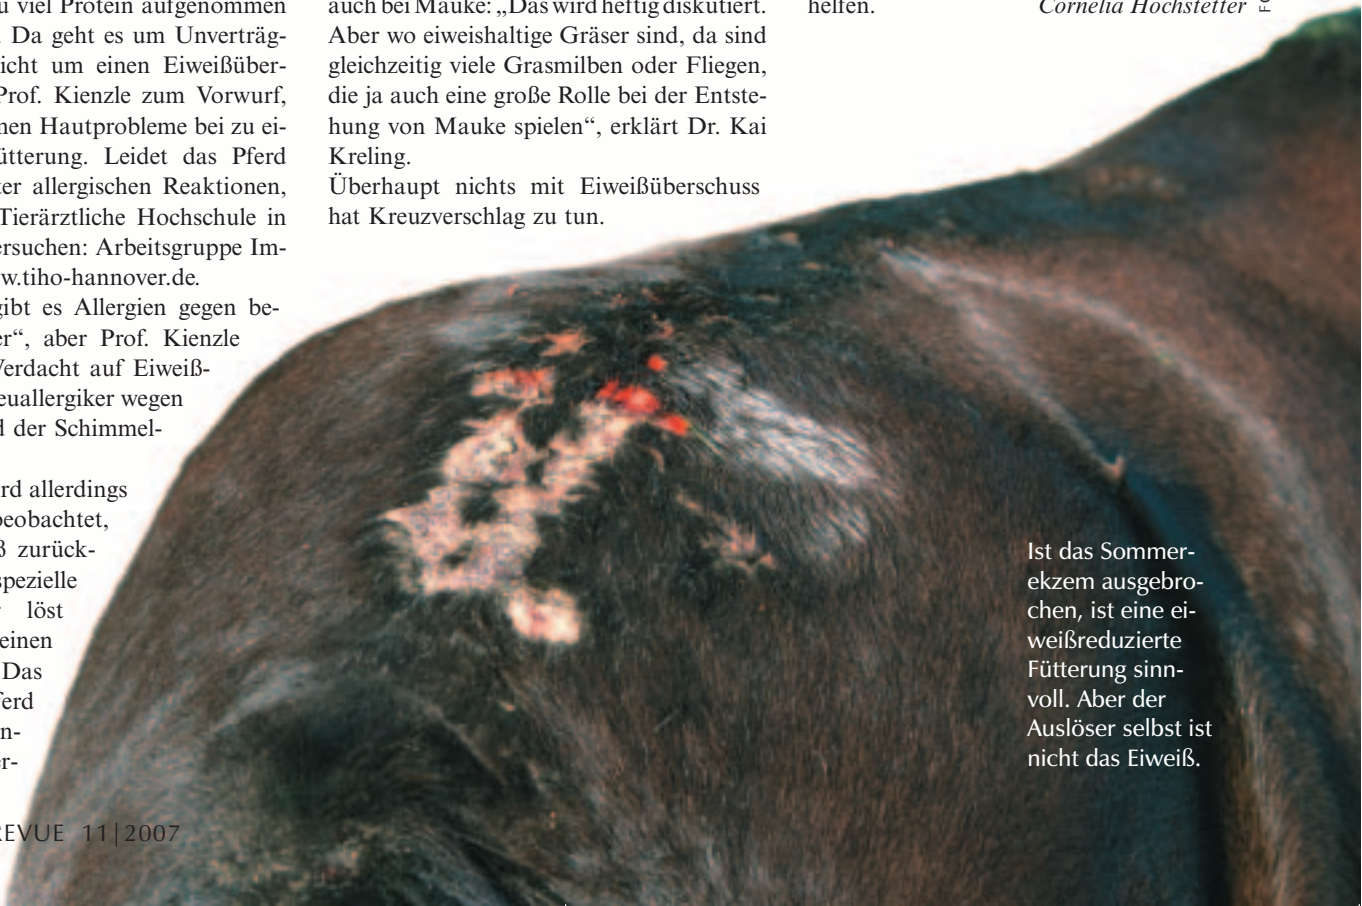 u viel Protein aufgenommen
Da geht es um Unverträg-
icht um einen Eiweißüber-
Prof. Kienzle zum Vorwurf,
nen Hautprobleme bei zu ei-
ütterung. Leidet das Pferd
ter allergischen Reaktionen,
Tierärztliche Hochschule in
ersuchen: Arbeitsgruppe Im-
w.tiho-hannover.de.
gibt es Allergien gegen be-
er“, aber Prof. Kienzle
Verdacht auf Eiweiß-
euallergiker wegen
d der Schimmel-
rd allerdings
beobachtet,
ß zurück-
spezielle
löst
einen
Das
ferd
n-
er-
auch bei Mauke: „Das wird heftig diskutiert.
Aber wo eiweishaltige Gräser sind, da sind
gleichzeitig viele Grasmilben oder Fliegen,
die ja auch eine große Rolle bei der Entste-
hung von Mauke spielen“, erklärt Dr. Kai
Kreling.
Überhaupt nichts mit Eiweißüberschuss
hat Kreuzverschlag zu tun.
helfen.
Cornelia Hochstetter
Ist das Sommer-
ekzem ausgebro-
chen, ist eine ei-
weißreduzierte
Fütterung sinn-
voll. Aber der
Auslöser selbst ist
nicht das Eiweiß.
REVUE 11|2007